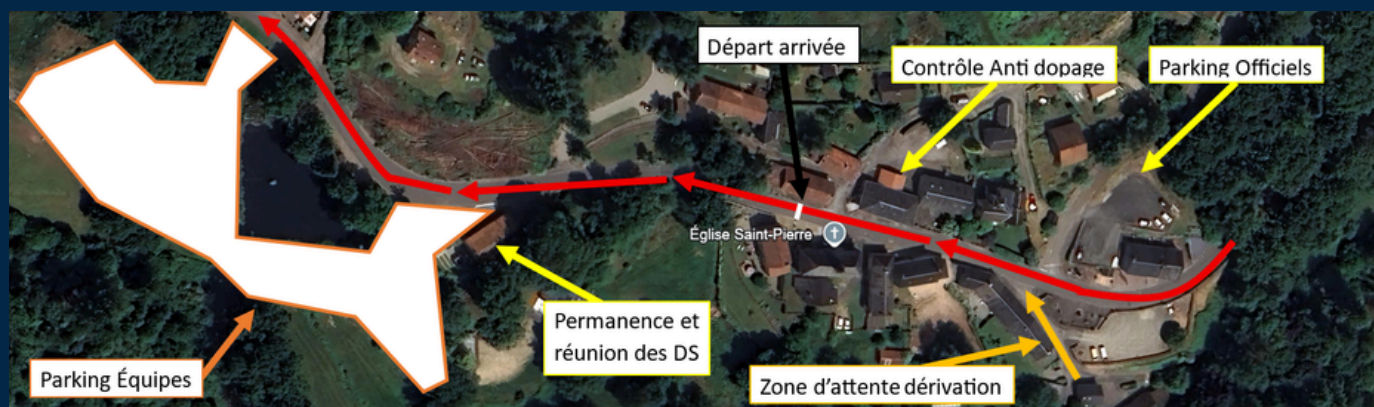 Départ arrivée
Contrôle Anti dopage
Parking Officiels
Église Saint-Pierre
Permanence et
réunion des DS
Parking Équipes
Zone d'attente dérivation